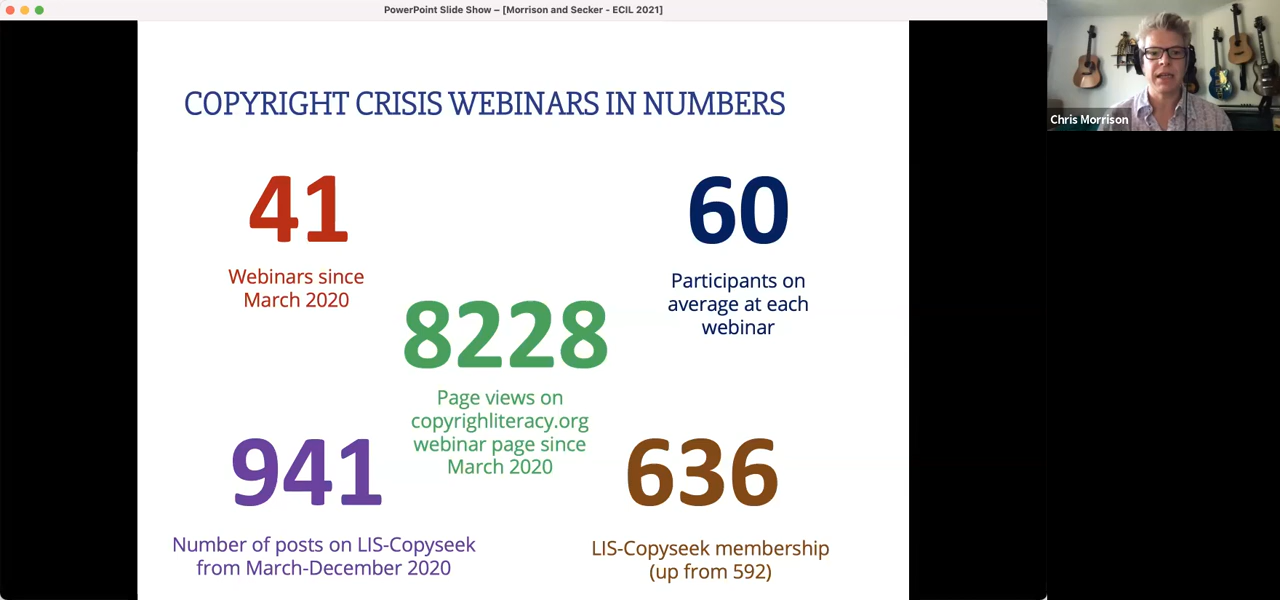 PowerPoint Slide Show – [Morrison and Secker - ECIL 2021]
COPYRIGHT CRISIS WEBINARS IN NUMBERS
41
Webinars since
March 2020
60
Participants on
average at each
webinar
8228
Page views on
copyrighliteracy.org
webinar page since
March 2020
941
Number of posts on LIS-Copyseek
from March-December 2020
636
LIS-Copyseek membership
(up from 592)
Chris Morrison